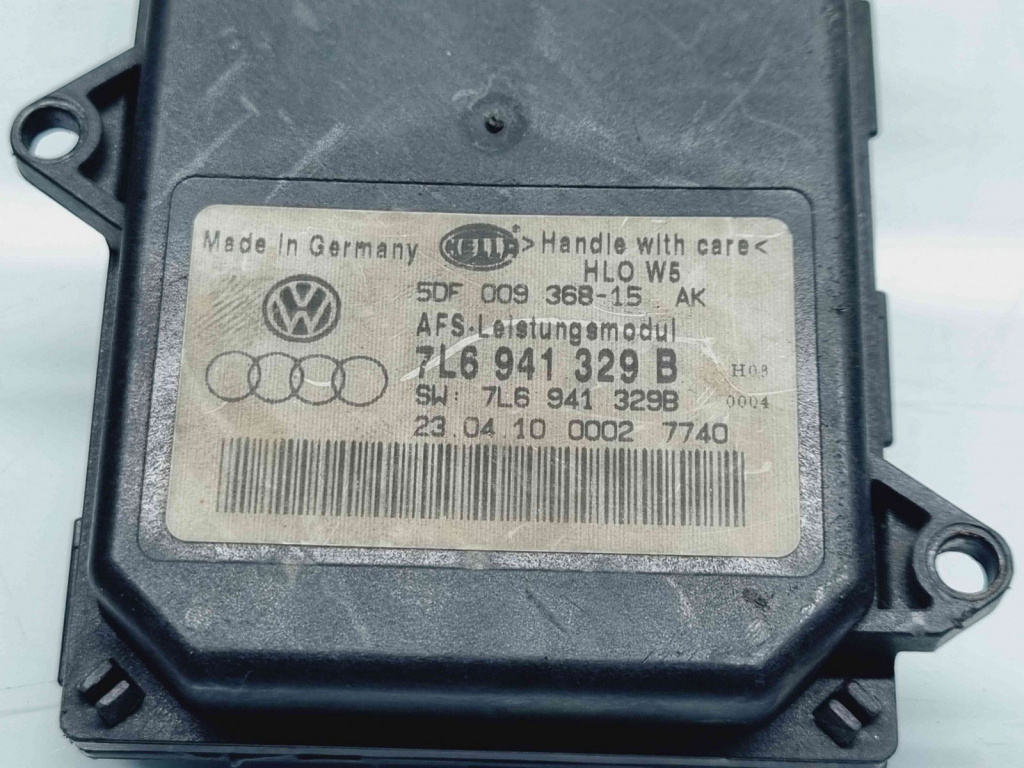 Made in Germany HELLA® >Handle with care<
HLO W5
5DF 009 368-15 AK
AFS-Leistungsmodul
7L6 941 329 B H08
SW: 7L6 941 329B 0004
23.04.10 0002 7740